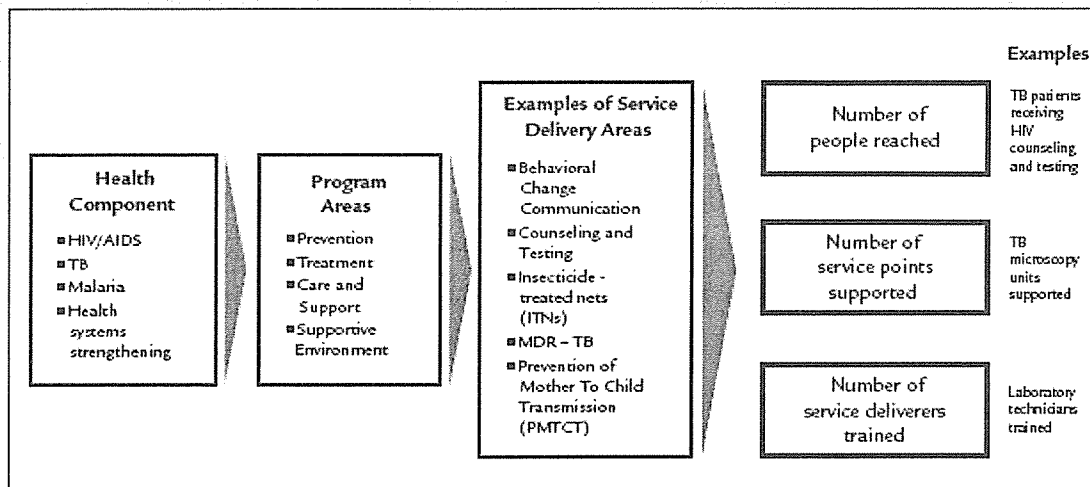 Health
Component
HIV/AIDS
TB
Malaria
Health
systems
strengthening
Program
Areas
Prevention
Treatment
Care and
Support
Supportive
Environment
Examples of Service
Delivery Areas
Behavioral
Change
Communication
Counseling and
Testing
Insecticide -
treated nets
(ITNs)
MDR – TB
Prevention of
Mother To Child
Transmission
(PMTCT)
Number of
people reached
Number of
service points
supported
Number of
service deliverers
trained
Examples
TB patients
receiving
HIV
counseling
and testing
TB
microscopy
units
supported
Laboratory
technicians
trained